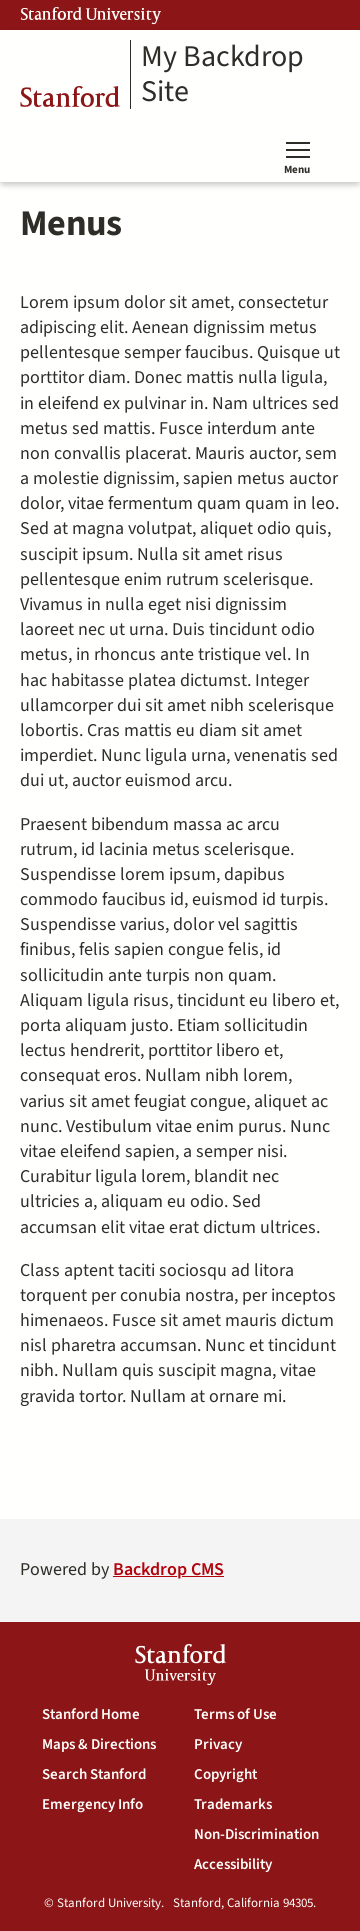 Stanford University
Stanford
My Backdrop
Site
Menu
Menus
Lorem ipsum dolor sit amet, consectetur
adipiscing elit. Aenean dignissim metus
pellentesque semper faucibus. Quisque ut
porttitor diam. Donec mattis nulla ligula,
in eleifend ex pulvinar in. Nam ultrices sed
metus sed mattis. Fusce interdum ante
non convallis placerat. Mauris auctor, sem
a molestie dignissim, sapien metus auctor
dolor, vitae fermentum quam quam in leo.
Sed at magna volutpat, aliquet odio quis,
suscipit ipsum. Nulla sit amet risus
pellentesque enim rutrum scelerisque.
Vivamus in nulla eget nisi dignissim
laoreet nec ut urna. Duis tincidunt odio
metus, in rhoncus ante tristique vel. In
hac habitasse platea dictumst. Integer
ullamcorper dui sit amet nibh scelerisque
lobortis. Cras mattis eu diam sit amet
imperdiet. Nunc ligula urna, venenatis sed
dui ut, auctor euismod arcu.
Praesent bibendum massa ac arcu
rutrum, id lacinia metus scelerisque.
Suspendisse lorem ipsum, dapibus
commodo faucibus id, euismod id turpis.
Suspendisse varius, dolor vel sagittis
finibus, felis sapien congue felis, id
sollicitudin ante turpis non quam.
Aliquam ligula risus, tincidunt eu libero et,
porta aliquam justo. Etiam sollicitudin
lectus hendrerit, porttitor libero et,
consequat eros. Nullam nibh lorem,
varius sit amet feugiat congue, aliquet ac
nunc. Vestibulum vitae enim purus. Nunc
vitae eleifend sapien, a semper nisi.
Curabitur ligula lorem, blandit nec
ultricies a, aliquam eu odio. Sed
accumsan elit vitae erat dictum ultrices.
Class aptent taciti sociosqu ad litora
torquent per conubia nostra, per inceptos
himenaeos. Fusce sit amet mauris dictum
nisl pharetra accumsan. Nunc et tincidunt
nibh. Nullam quis suscipit magna, vitae
gravida tortor. Nullam at ornare mi.
Powered by Backdrop CMS
Stanford
University
Stanford Home
Maps & Directions
Search Stanford
Emergency Info
Terms of Use
Privacy
Copyright
Trademarks
Non-Discrimination
Accessibility
© Stanford University. Stanford, California 94305.